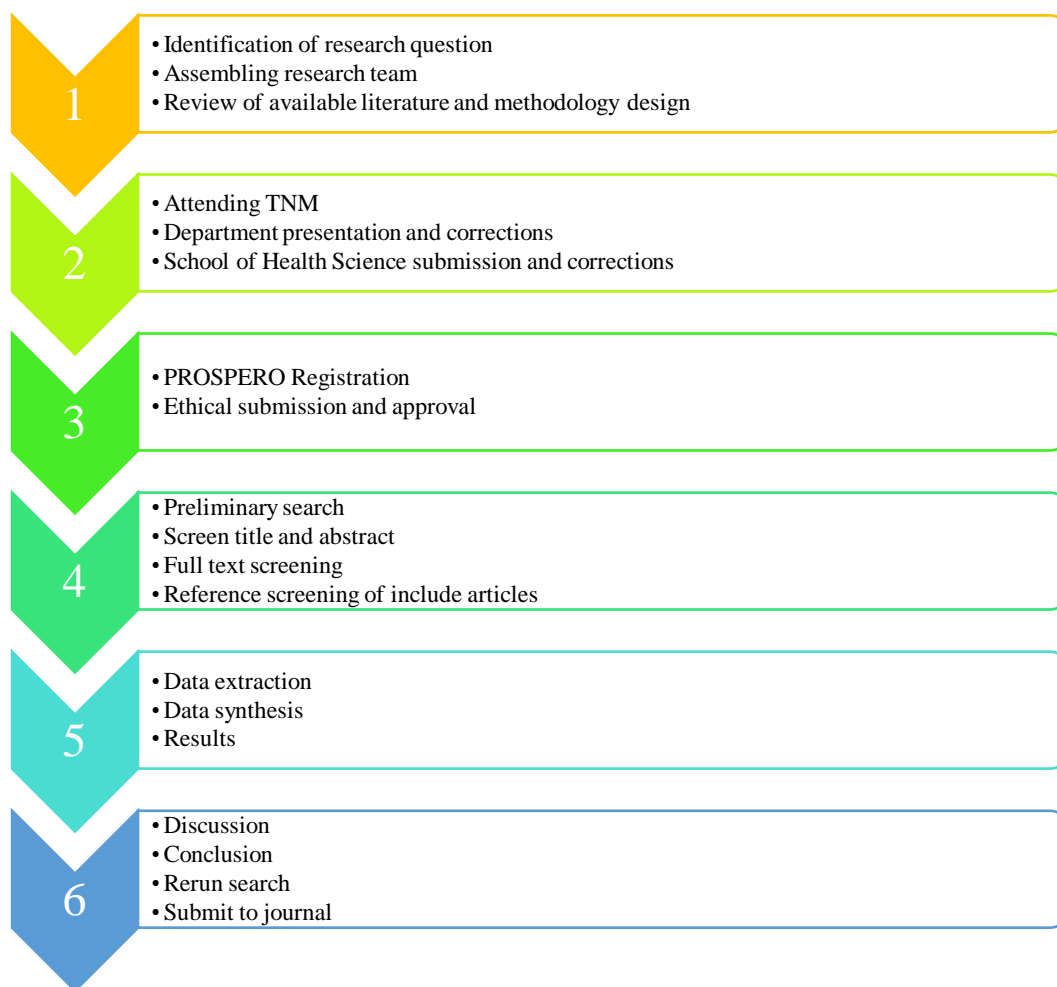 1
• Identification of research question
• Assembling research team
• Review of available literature and methodology design
2
• Attending TNM
• Department presentation and corrections
• School of Health Science submission and corrections
3
• PROSPERO Registration
• Ethical submission and approval
4
• Preliminary search
• Screen title and abstract
• Full text screening
• Reference screening of include articles
5
• Data extraction
• Data synthesis
• Results
6
• Discussion
• Conclusion
• Rerun search
• Submit to journal